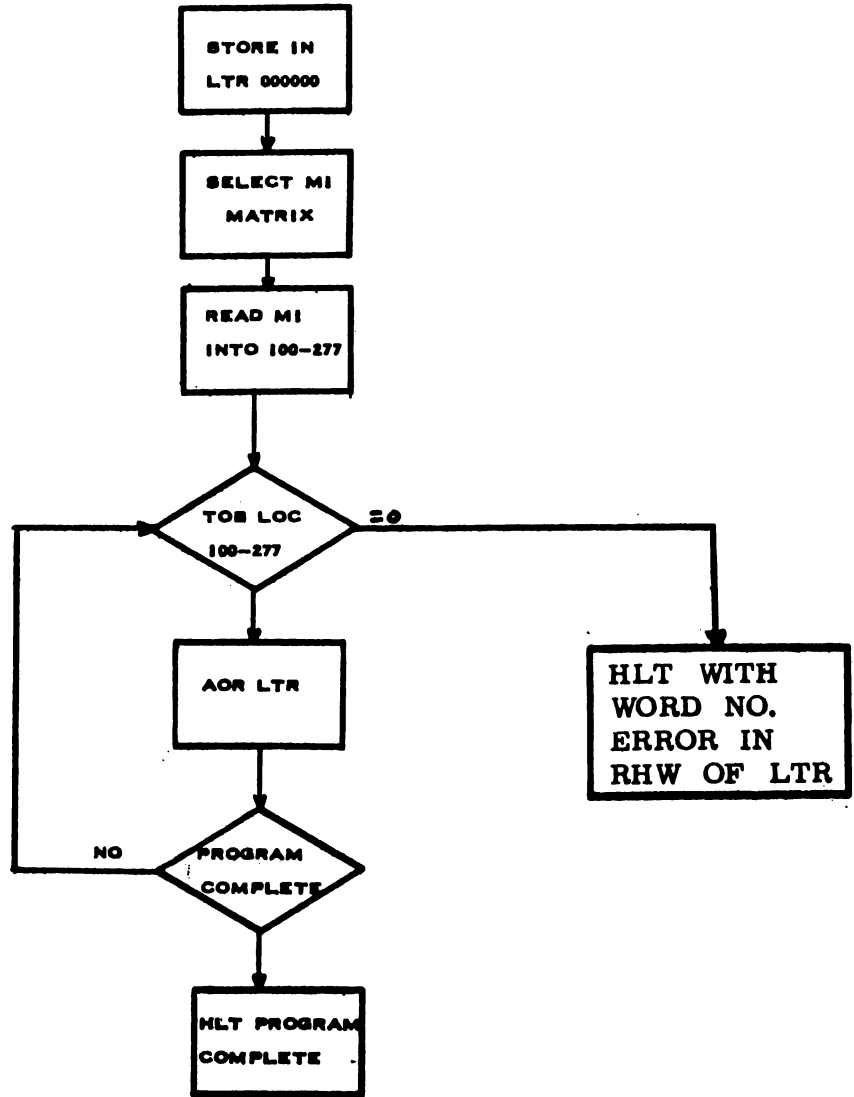 STORE IN
LTR 000000
SELECT MI
MATRIX
READ MI
INTO 100-277
TOB LOC
100-277
=0
AOR LTR
HLT WITH
WORD NO.
ERROR IN
RHW OF LTR
NO
PROGRAM
COMPLETE
HLT PROGRAM
COMPLETE